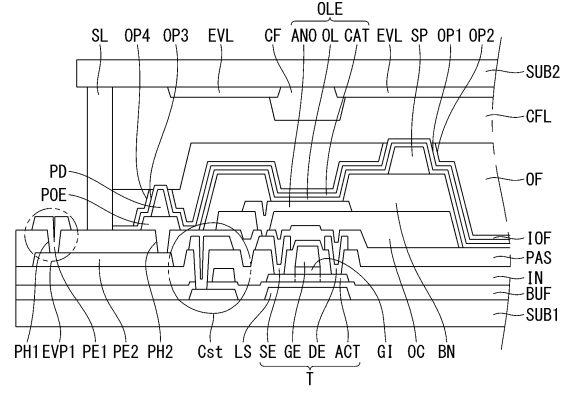 OLE
SL OP4 OP3 EVL CF ANO OL CAT EVL SP OP1 OP2
SUB2
CFL
PD
OF
POE
IOF
PAS
IN
BUF
SUB1
PH1 EVP1 PE1 PE2 PH2 Cst LS SE GE DE ACT GI OC BN
T